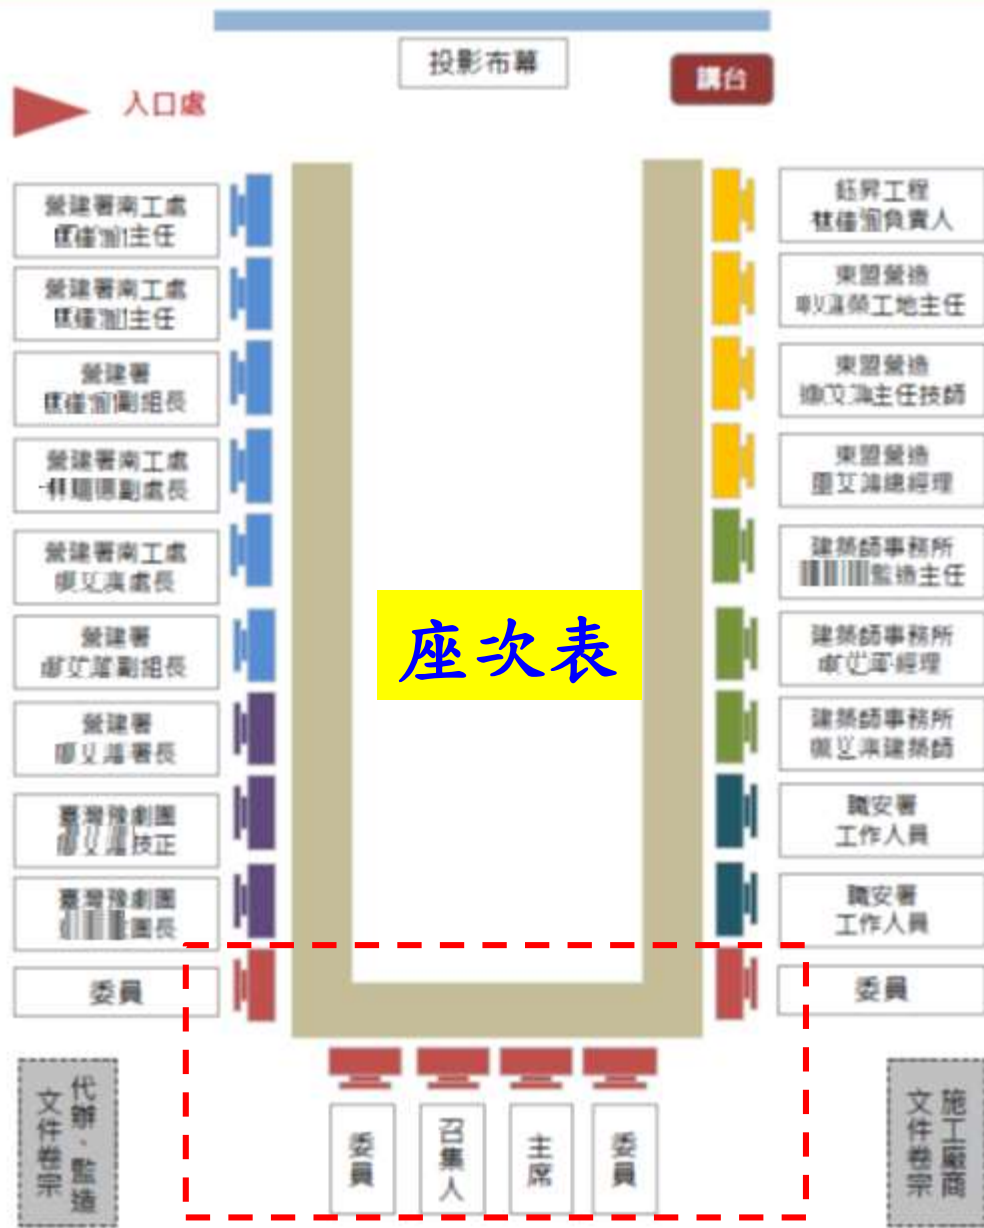 投影布幕
講台
入口處
營建署南工處
主任
營建署南工處
主任
營建署
副組長
營建署南工處
副處長
營建署南工處
處長
營建署
副組長
營建署
署長
臺灣豫劇團
技正
臺灣豫劇團
團長
委員
座次表
鈺昇工程
負責人
東盟營造
工地主任
東盟營造
主任技師
東盟營造
總經理
建築師事務所
監造主任
建築師事務所
經理
建築師事務所
建築師
職安署
工作人員
職安署
工作人員
委員
代辦、監造
文件卷宗
委員
召集人
主席
委員
施工廠商
文件卷宗